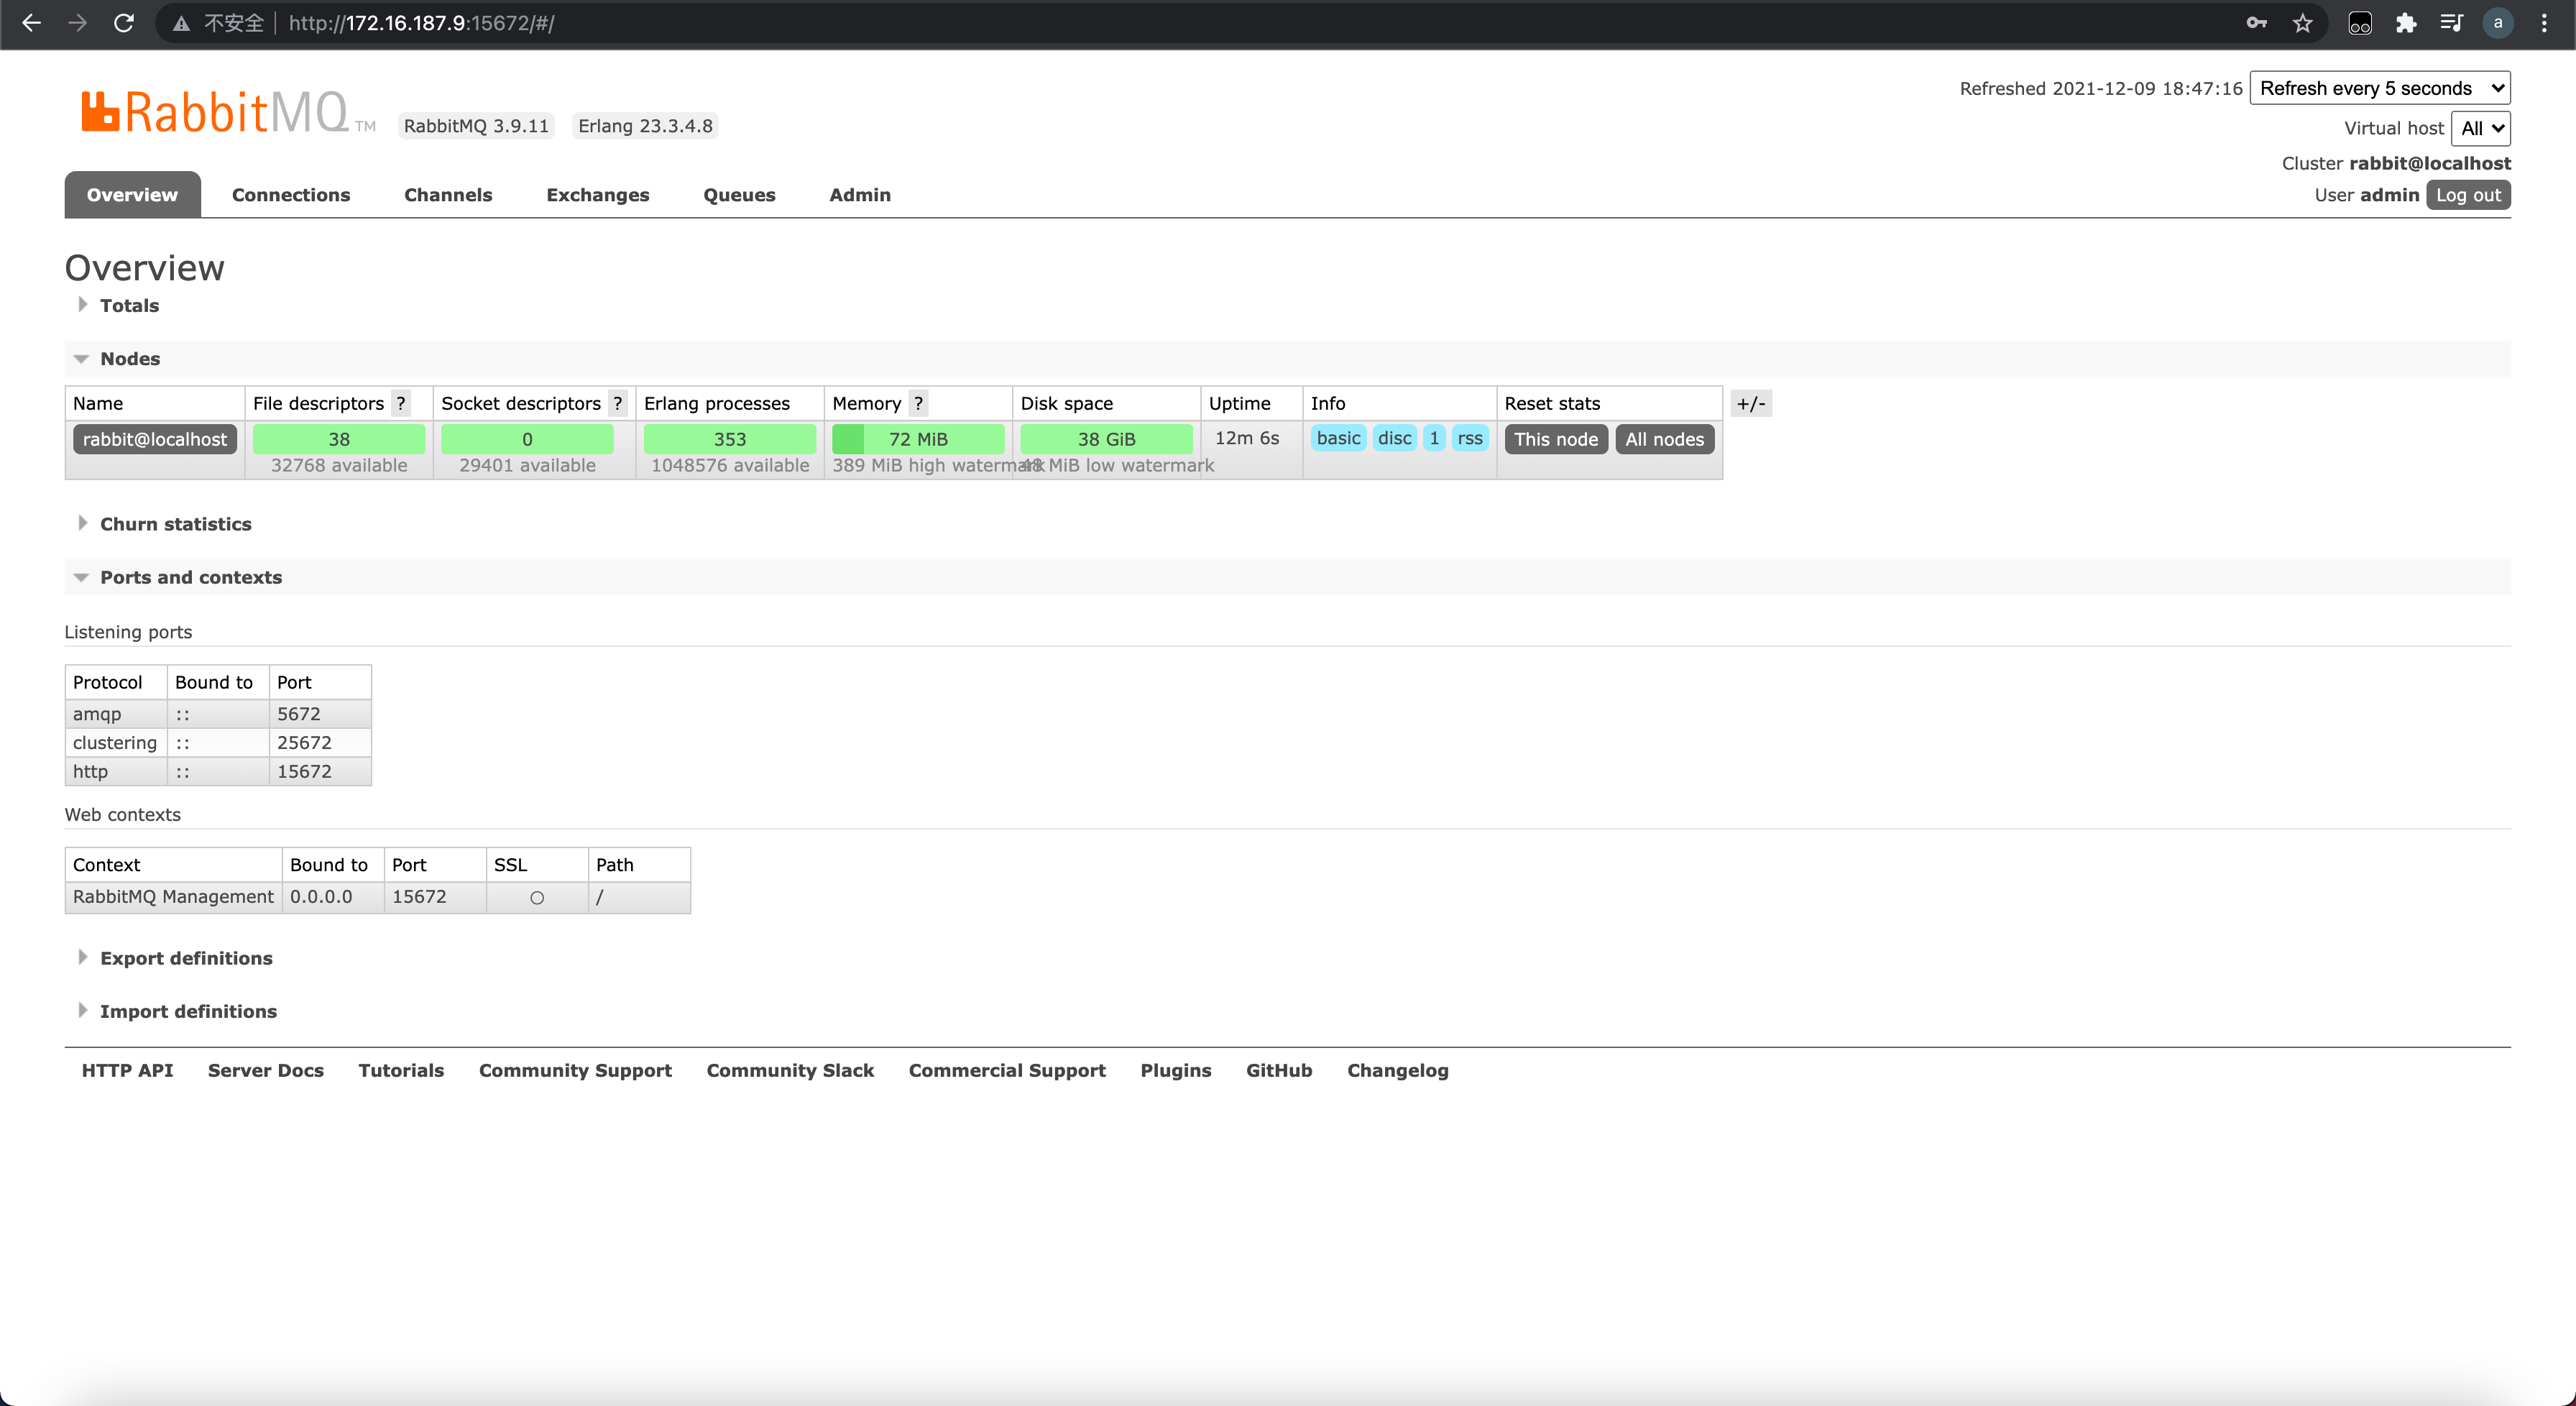 不安全 http://172.16.187.9:15672/#/
a
RabbitMQ TM RabbitMQ 3.9.11 Erlang 23.3.4.8
Refreshed 2021-12-09 18:47:16 Refresh every 5 seconds
Virtual host All
Cluster rabbit@localhost
User admin Log out
Overview Connections Channels Exchanges Queues Admin
Overview
Totals
Nodes
Name File descriptors ? Socket descriptors ? Erlang processes Memory ? Disk space Uptime Info Reset stats +/-
rabbit@localhost 38 0 353 72 MiB 38 GiB 12m 6s basic disc 1 rss This node All nodes
32768 available 29401 available 1048576 available 389 MiB high watermark 48 MiB low watermark
Churn statistics
Ports and contexts
Listening ports
Protocol Bound to Port
amqp :: 5672
clustering :: 25672
http :: 15672
Web contexts
Context Bound to Port SSL Path
RabbitMQ Management 0.0.0.0 15672 ○ /
Export definitions
Import definitions
HTTP API Server Docs Tutorials Community Support Community Slack Commercial Support Plugins GitHub Changelog